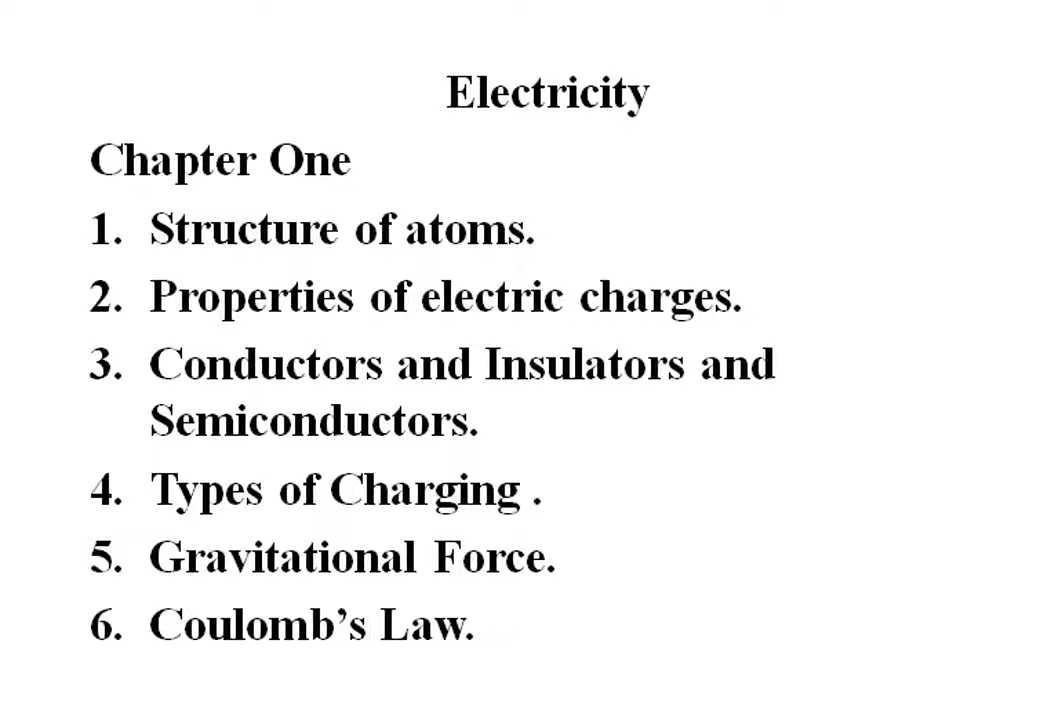 Electricity
Chapter One
1. Structure of atoms.
2. Properties of electric charges.
3. Conductors and Insulators and
Semiconductors.
4. Types of Charging .
5. Gravitational Force.
6. Coulomb’s Law.